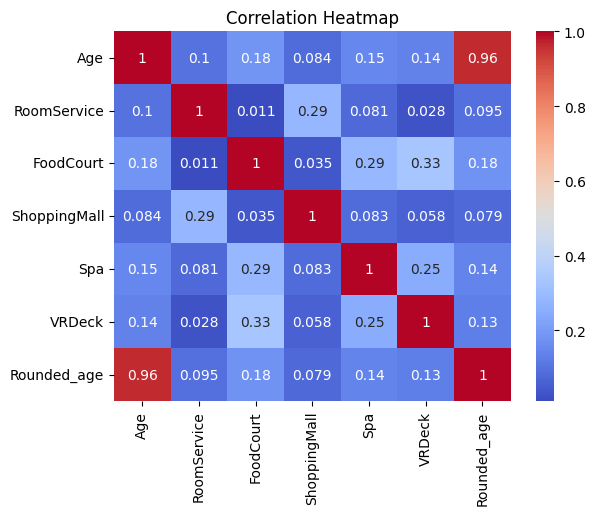 Correlation Heatmap
Age 1 0.1 0.18 0.084 0.15 0.14 0.96
RoomService 0.1 1 0.011 0.29 0.081 0.028 0.095
FoodCourt 0.18 0.011 1 0.035 0.29 0.33 0.18
ShoppingMall 0.084 0.29 0.035 1 0.083 0.058 0.079
Spa 0.15 0.081 0.29 0.083 1 0.25 0.14
VRDeck 0.14 0.028 0.33 0.058 0.25 1 0.13
Rounded_age 0.96 0.095 0.18 0.079 0.14 0.13 1
Age RoomService FoodCourt ShoppingMall Spa VRDeck Rounded_age
1.0
0.8
0.6
0.4
0.2